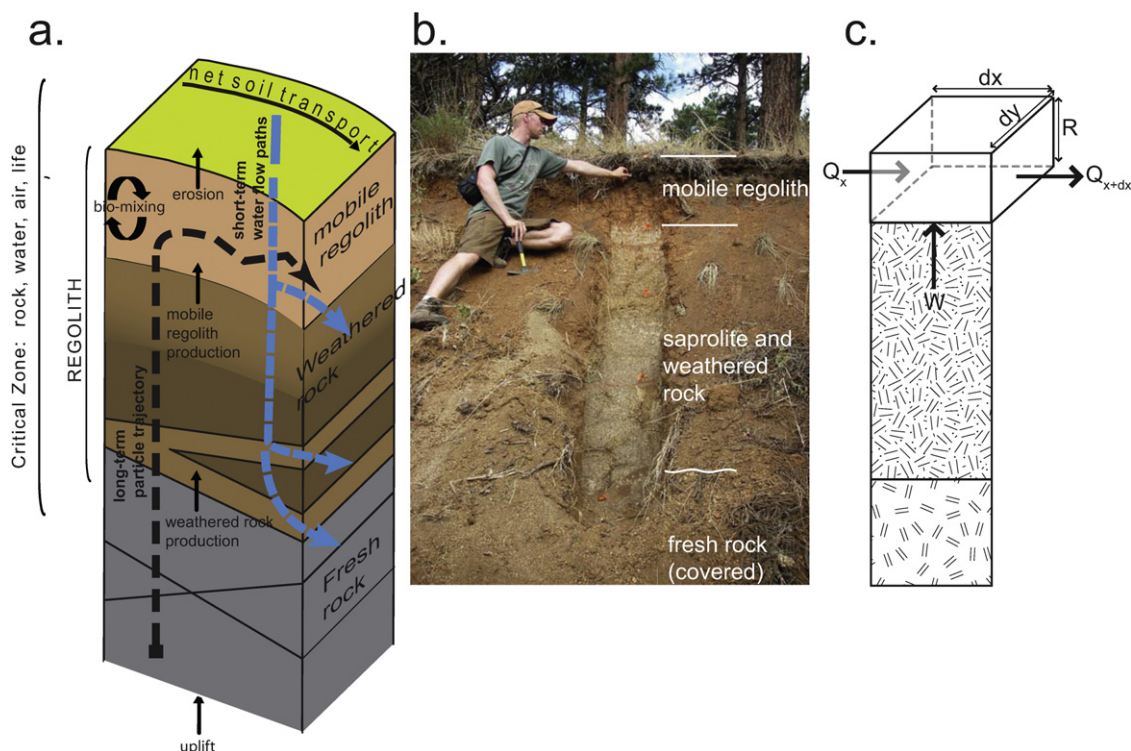 a.
Critical Zone: rock, water, air, life
REGOLITH
net soil transport
erosion
bio-mixing
short-term
water flow paths
mobile
regolith
mobile
regolith
production
Weathered
rock
long-term
particle trajectory
weathered rock
production
Fresh
rock
uplift
b.
mobile regolith
saprolite and
weathered
rock
fresh rock
(covered)
c.
dx
dy
R
Qx
Qx+dx
W